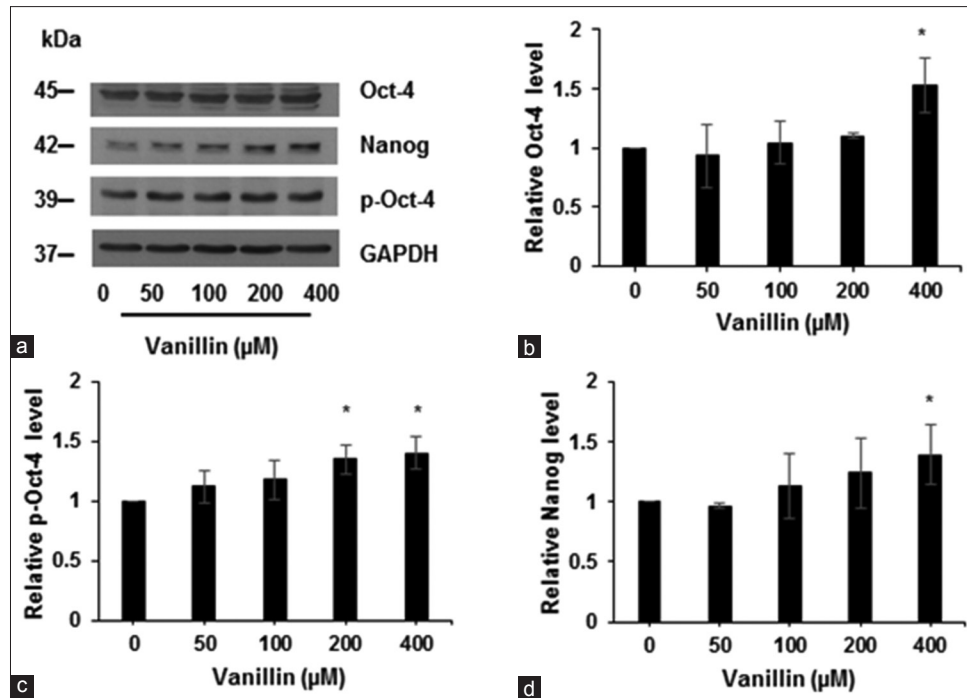 kDa
45 Oct-4
42 Nanog
39 p-Oct-4
37 GAPDH
0 50 100 200 400
Vanillin (µM)
a
Relative Oct-4 level
2
1.5
1
0.5
0
*
0 50 100 200 400
Vanillin (µM)
b
Relative p-Oct-4 level
2
1.5
1
0.5
0
* *
0 50 100 200 400
Vanillin (µM)
c
Relative Nanog level
2
1.5
1
0.5
0
*
0 50 100 200 400
Vanillin (µM)
d